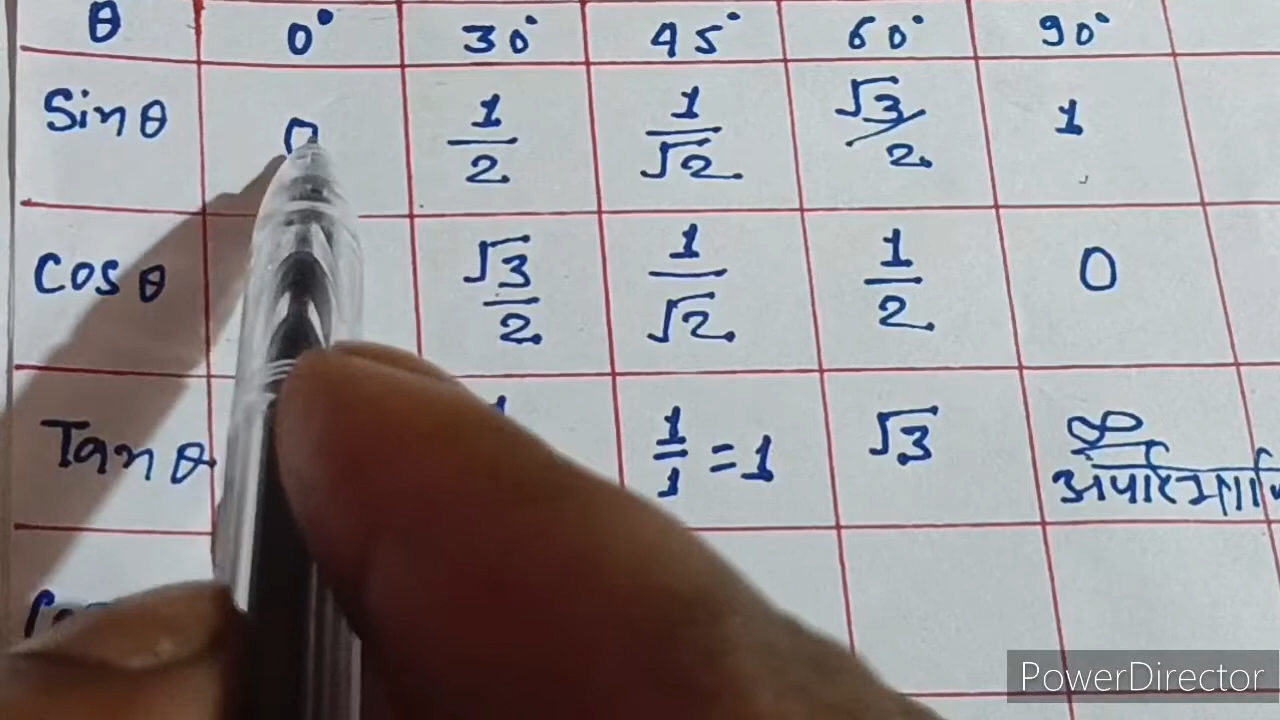 θ 0° 30° 45° 60° 90°
Sinθ 0 1/2 1/√2 √3/2 1
Cosθ √3/2 1/√2 1/2 0
Tanθ 1/1 = 1 √3 ∞
PowerDirector